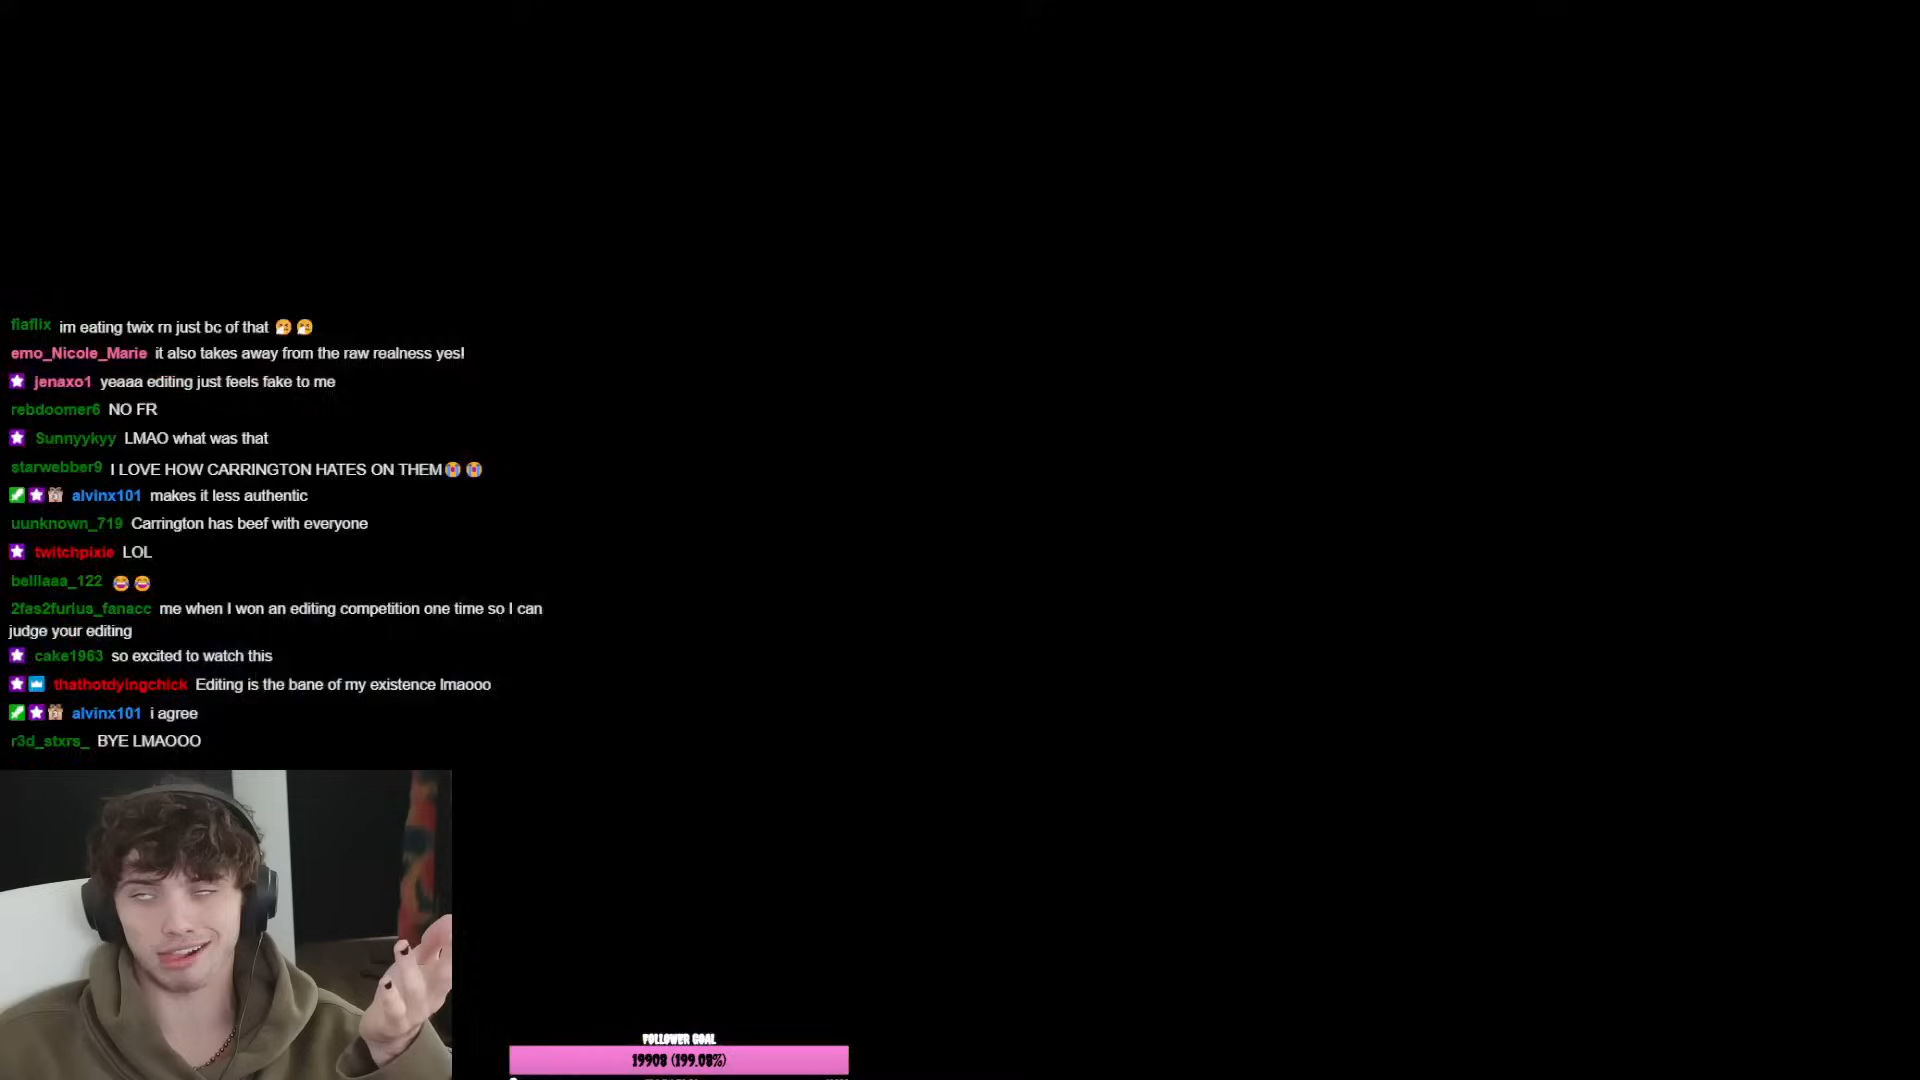 fiaflix im eating twix rn just bc of that 🤧 🤧
emo_Nicole_Marie it also takes away from the raw realness yes!
jenaxo1 yeaaa editing just feels fake to me
rebdoomer6 NO FR
Sunnyykyy LMAO what was that
starwebber9 I LOVE HOW CARRINGTON HATES ON THEM😭 😭
alvinx101 makes it less authentic
uunknown_719 Carrington has beef with everyone
twitchpixie LOL
belllaaa_122 😂 😂
2fas2furius_fanacc me when I won an editing competition one time so I can
judge your editing
cake1963 so excited to watch this
thathotdyingchick Editing is the bane of my existence lmaooo
alvinx101 i agree
r3d_stxrs_ BYE LMAOOO
FOLLOWER GOAL
19908 (199.08%)